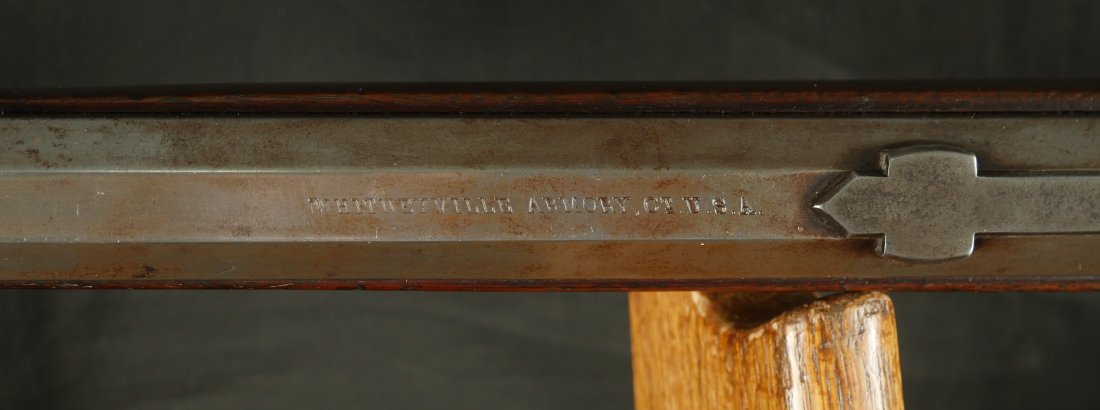 WHITNEYVILLE ARMORY, CT. U.S.A.